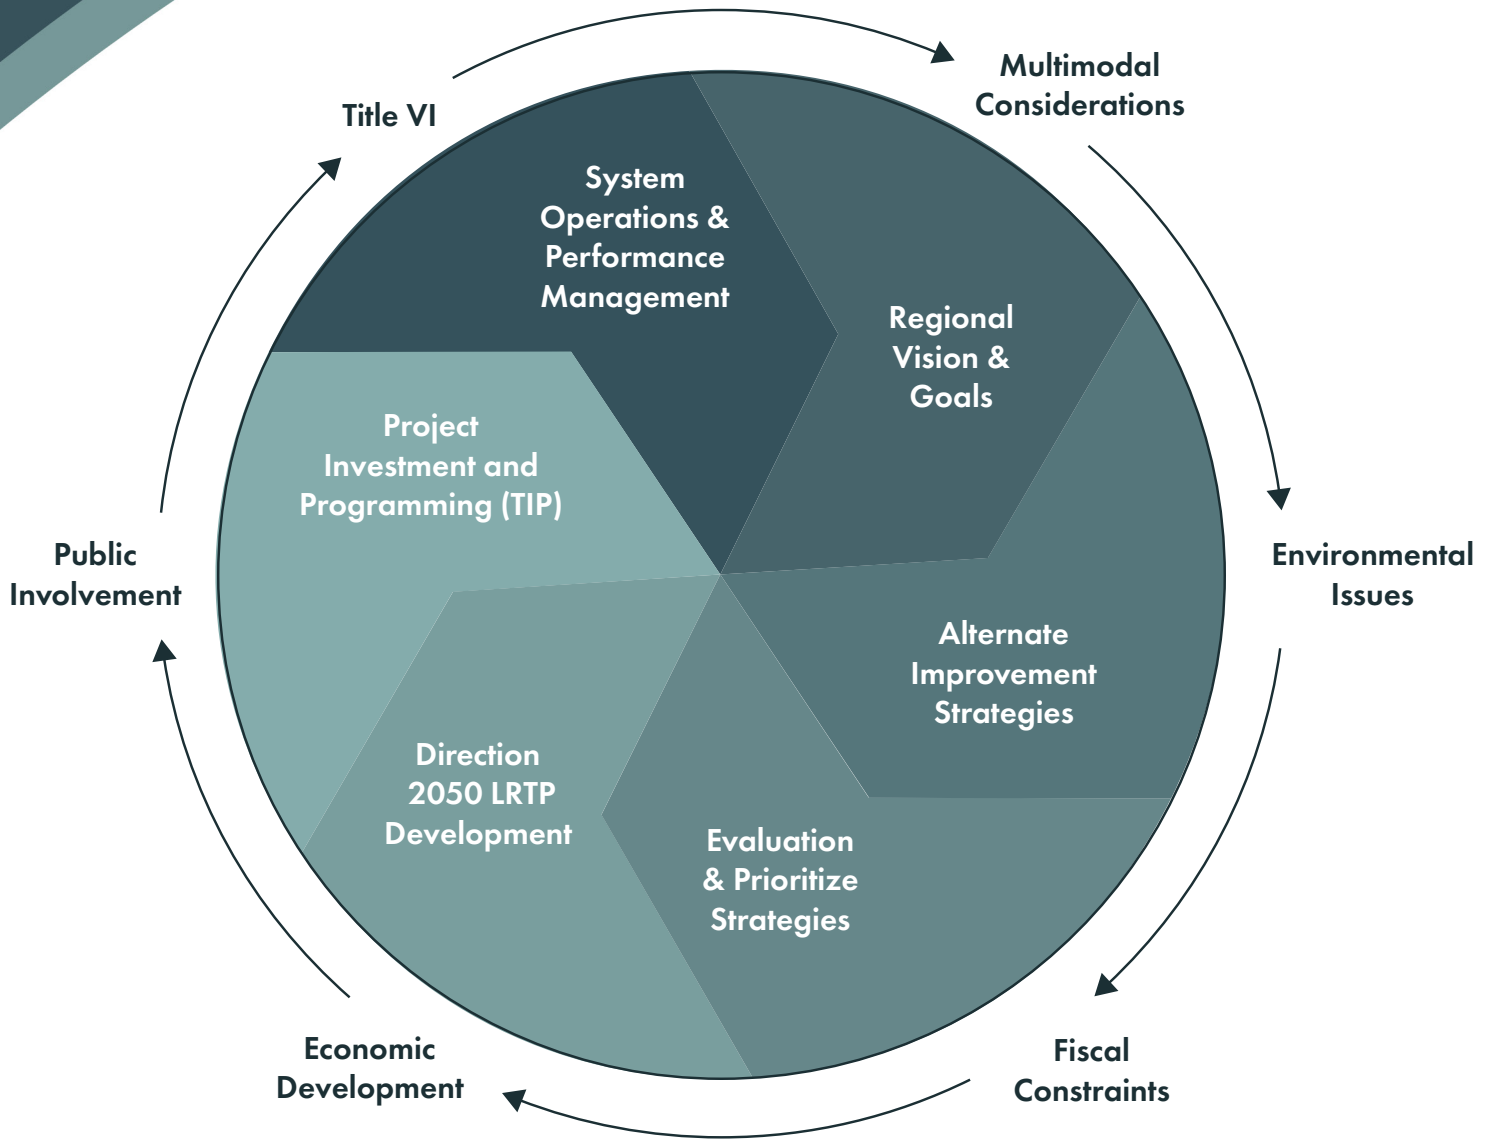 Title VI
Multimodal
Considerations
Environmental
Issues
Fiscal
Constraints
Economic
Development
Public
Involvement
System
Operations &
Performance
Management
Regional
Vision &
Goals
Alternate
Improvement
Strategies
Evaluation
& Prioritize
Strategies
Direction
2050 LRTP
Development
Project
Investment and
Programming (TIP)